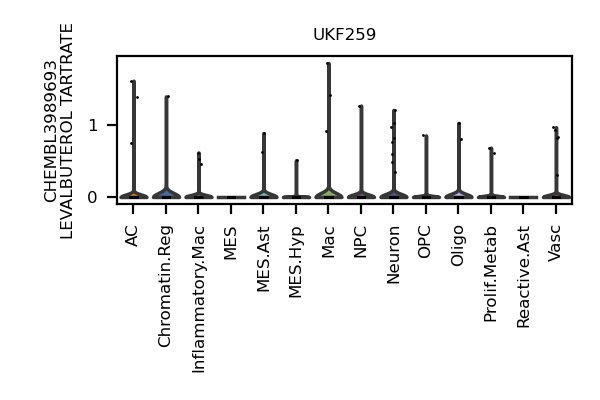 UKF259
CHEMBL3989693
LEVALBUTEROL TARTRATE
1
0
AC
Chromatin.Reg
Inflammatory.Mac
MES
MES.Ast
MES.Hyp
Mac
NPC
Neuron
OPC
Oligo
Prolif.Metab
Reactive.Ast
Vasc